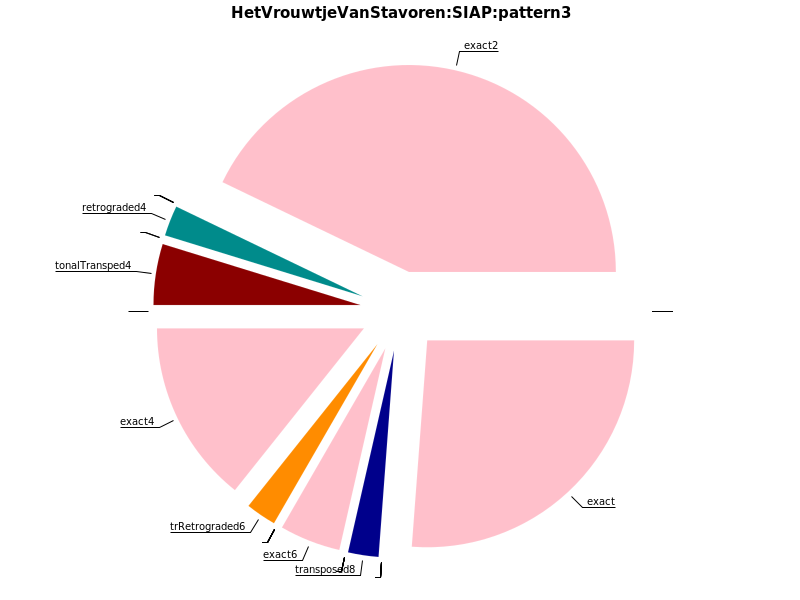 HetVrouwtjeVanStavoren:SIAP:pattern3
exact2
retrograded4
tonalTransped4
exact4
exact
trRetrograded6
exact6
transposed8